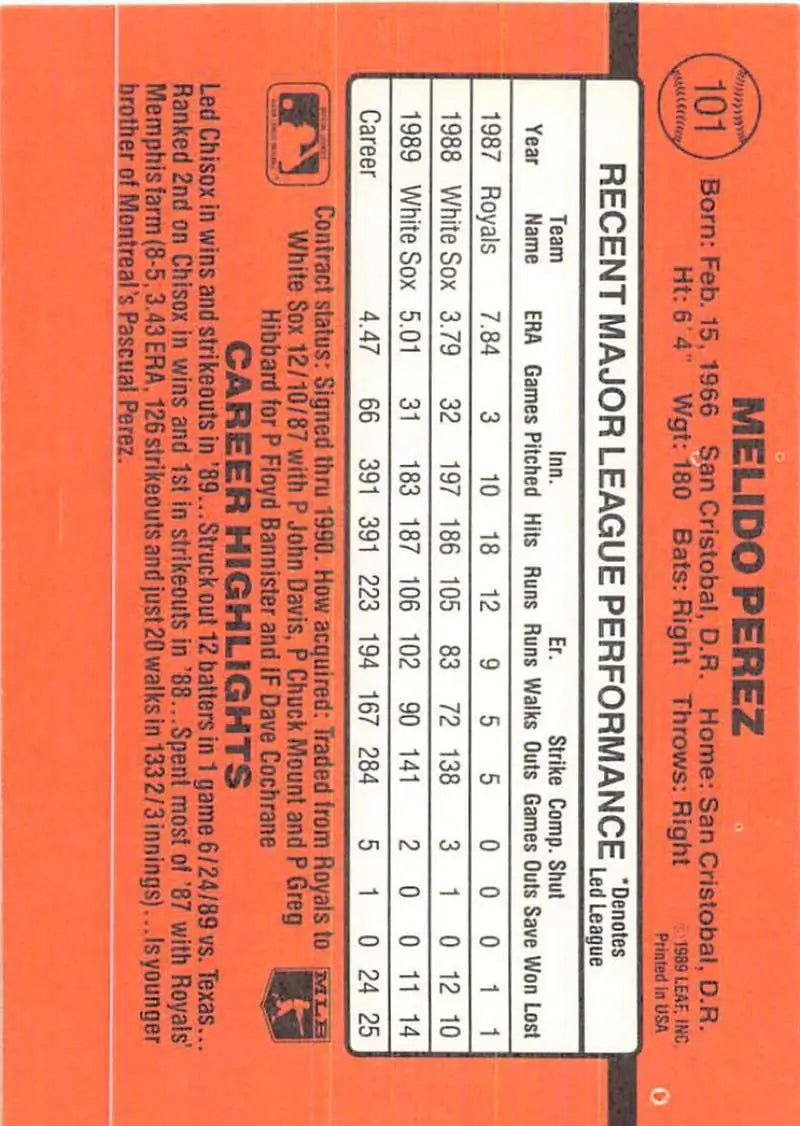 101
MELIDO PEREZ
Born: Feb. 15, 1966 San Cristobal, D.R. Home: San Cristobal, D.R.
Ht: 6'4" Wgt: 180 Bats: Right Throws: Right
© 1989 LEAF, INC.
Printed in USA
RECENT MAJOR LEAGUE PERFORMANCE *Denotes
Led League
Team Inn. Er. Strike Comp. Shut
Year Name ERA Games Pitched Hits Runs Runs Walks Outs Games Outs Save Won Lost
1987 Royals 7.84 3 10 18 12 9 5 5 0 0 0 1 1
1988 White Sox 3.79 32 197 186 105 83 72 138 3 1 0 12 10
1989 White Sox 5.01 31 183 187 106 102 90 141 2 0 0 11 14
Career 4.47 66 391 391 223 194 167 284 5 1 0 24 25
Contract status: Signed thru 1990. How acquired: Traded from Royals to
White Sox 12/10/87 with P John Davis, P Chuck Mount and P Greg
Hibbard for P Floyd Bannister and IF Dave Cochrane
MLB
CAREER HIGHLIGHTS
Led Chisox in wins and strikeouts in '89...Struck out 12 batters in 1 game 6/24/89 vs. Texas...
Ranked 2nd on Chisox in wins and 1st in strikeouts in '88...Spent most of '87 with Royals'
Memphis farm (8-5, 3.43 ERA, 126 strikeouts and just 20 walks in 133 2/3 innings)...Is younger
brother of Montreal's Pascual Perez.